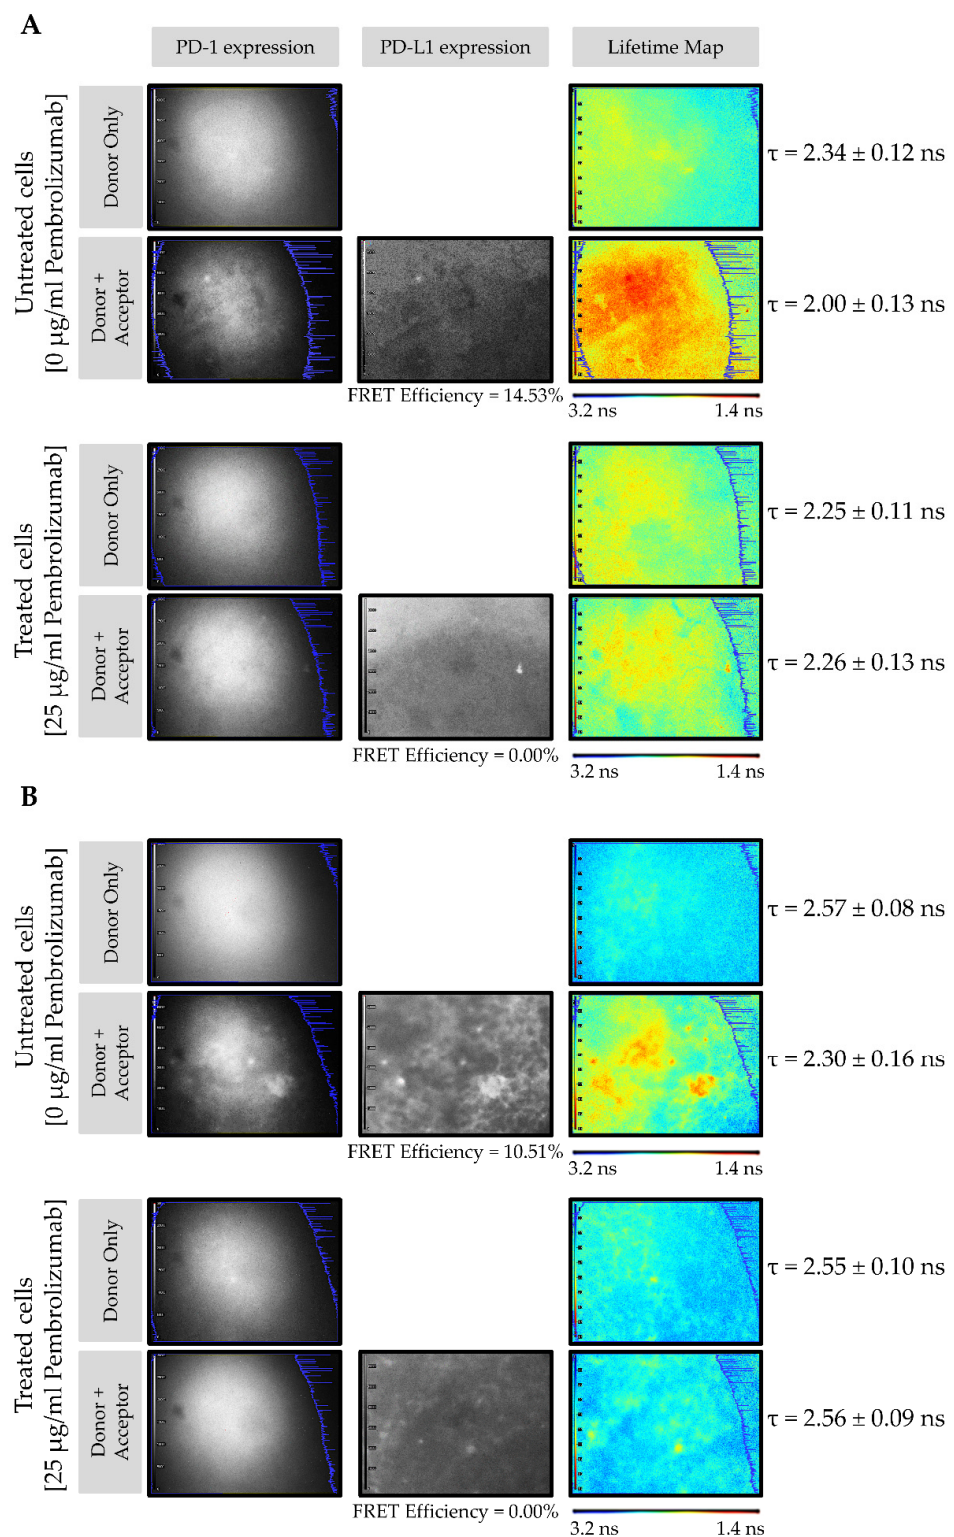 A
PD-1 expression
PD-L1 expression
Lifetime Map
Untreated cells
[0 µg/ml Pembrolizumab]
Donor Only
τ = 2.34 ± 0.12 ns
Donor +
Acceptor
τ = 2.00 ± 0.13 ns
FRET Efficiency = 14.53%
3.2 ns
1.4 ns
Treated cells
[25 µg/ml Pembrolizumab]
Donor Only
τ = 2.25 ± 0.11 ns
Donor +
Acceptor
τ = 2.26 ± 0.13 ns
FRET Efficiency = 0.00%
3.2 ns
1.4 ns
B
Untreated cells
[0 µg/ml Pembrolizumab]
Donor Only
τ = 2.57 ± 0.08 ns
Donor +
Acceptor
τ = 2.30 ± 0.16 ns
FRET Efficiency = 10.51%
3.2 ns
1.4 ns
Treated cells
[25 µg/ml Pembrolizumab]
Donor Only
τ = 2.55 ± 0.10 ns
Donor +
Acceptor
τ = 2.56 ± 0.09 ns
FRET Efficiency = 0.00%
3.2 ns
1.4 ns